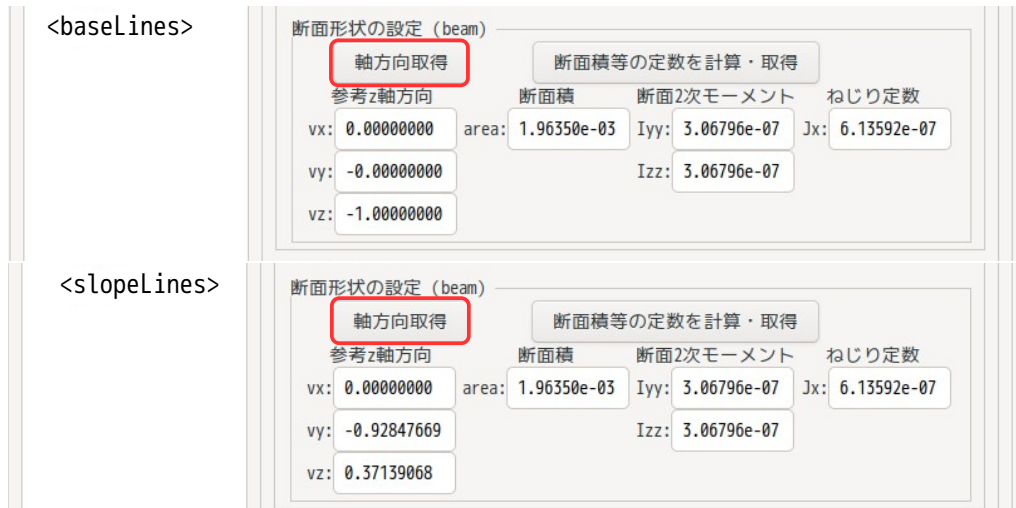 <baseLines>
断面形状の設定 (beam)
軸方向取得 断面積等の定数を計算・取得
参考z軸方向 断面積 断面2次モーメント ねじり定数
vx: 0.00000000 area: 1.96350e-03 Iyy: 3.06796e-07 Jx: 6.13592e-07
vy: -0.00000000 Izz: 3.06796e-07
vz: -1.00000000
<slopeLines>
断面形状の設定 (beam)
軸方向取得 断面積等の定数を計算・取得
参考z軸方向 断面積 断面2次モーメント ねじり定数
vx: 0.00000000 area: 1.96350e-03 Iyy: 3.06796e-07 Jx: 6.13592e-07
vy: -0.92847669 Izz: 3.06796e-07
vz: 0.37139068